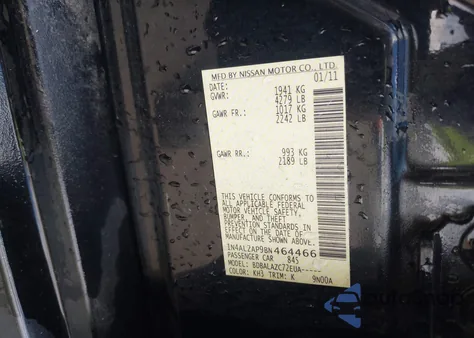 MFD BY NISSAN MOTOR CO., LTD.
DATE: 01/11
GVWR: 1941 KG
4279 LB
GAWR FR.: 1017 KG
2242 LB
GAWR RR.: 993 KG
2189 LB
THIS VEHICLE CONFORMS TO
ALL APPLICABLE FEDERAL
MOTOR VEHICLE SAFETY,
BUMPER, AND THEFT
PREVENTION STANDARDS
IN EFFECT ON THE DATE OF
MANUFACTURE SHOWN ABOVE.
1N4AL2AP9BN464466
PASSENGER CAR 845
MODEL: BDBALAZC72EUA-----
COLOR: KH3 TRIM: K 9N00A